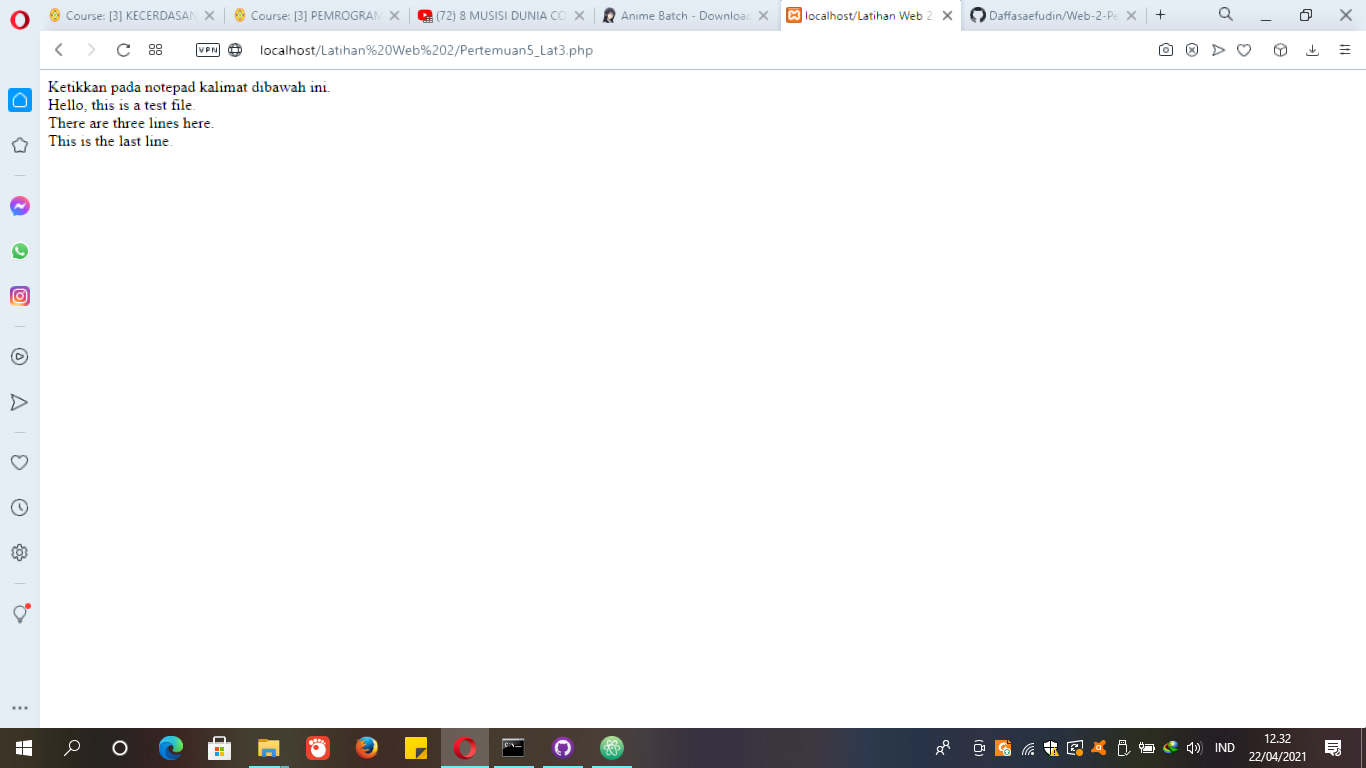 Course: [3] KECERDASAN
Course: [3] PEMROGRAM
(72) 8 MUSISI DUNIA CO
Anime Batch - Download
localhost/Latihan Web 2
Daffasaefudin/Web-2-Pe
VPN
localhost/Latihan%20Web%202/Pertemuan5_Lat3.php
Ketikkan pada notepad kalimat dibawah ini.
Hello, this is a test file.
There are three lines here.
This is the last line.
IND
12.32
22/04/2021